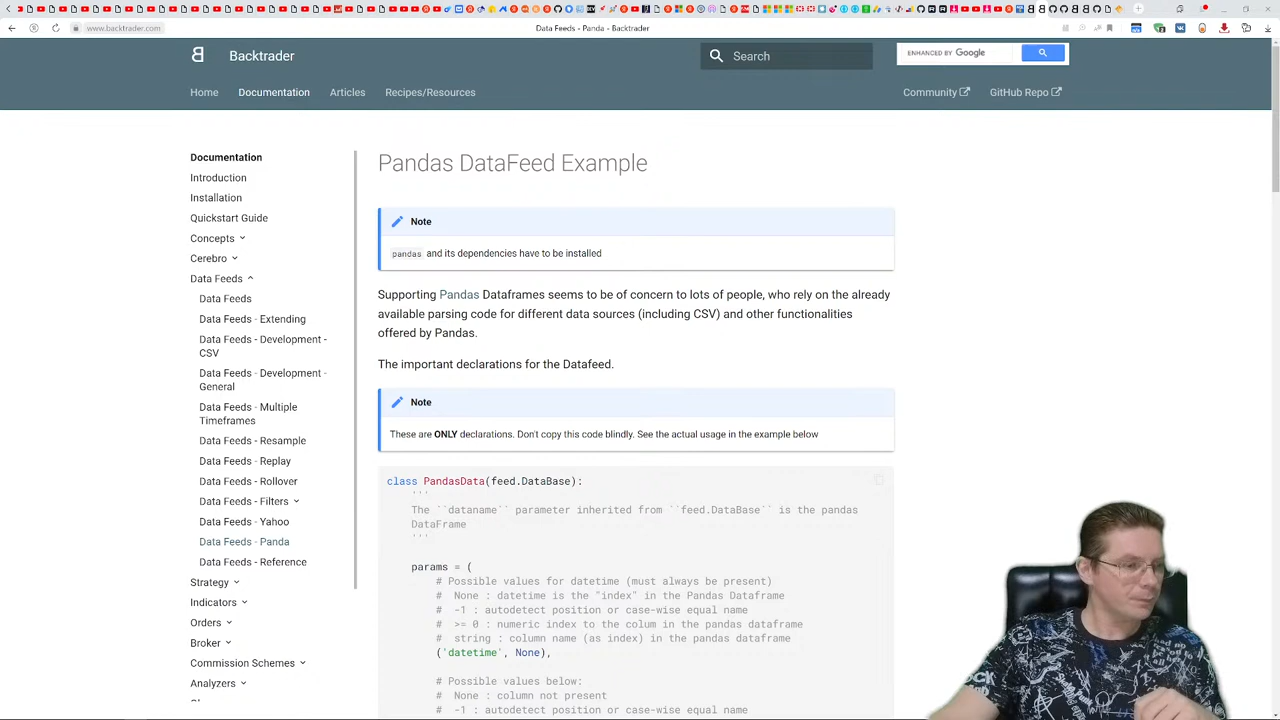 www.backtrader.com
Data Feeds - Panda - Backtrader
Backtrader
Search
ENHANCED BY Google
Home
Documentation
Articles
Recipes/Resources
Community
GitHub Repo
Documentation
Introduction
Installation
Quickstart Guide
Concepts
Cerebro
Data Feeds
Data Feeds
Data Feeds - Extending
Data Feeds - Development -
CSV
Data Feeds - Development -
General
Data Feeds - Multiple
Timeframes
Data Feeds - Resample
Data Feeds - Replay
Data Feeds - Rollover
Data Feeds - Filters
Data Feeds - Yahoo
Data Feeds - Panda
Data Feeds - Reference
Strategy
Indicators
Orders
Broker
Commission Schemes
Analyzers
Pandas DataFeed Example
Note
pandas and its dependencies have to be installed
Supporting Pandas Dataframes seems to be of concern to lots of people, who rely on the already
available parsing code for different data sources (including CSV) and other functionalities
offered by Pandas.
The important declarations for the Datafeed.
Note
These are ONLY declarations. Don't copy this code blindly. See the actual usage in the example below
class PandasData(feed.DataBase):
'''
The ``dataname`` parameter inherited from ``feed.DataBase`` is the pandas
DataFrame
'''
params = (
# Possible values for datetime (must always be present)
#  None : datetime is the "index" in the Pandas Dataframe
#  -1 : autodetect position or case-wise equal name
#  >= 0 : numeric index to the colum in the pandas dataframe
#  string : column name (as index) in the pandas dataframe
('datetime', None),
# Possible values below:
#  None : column not present
#  -1 : autodetect position or case-wise equal name